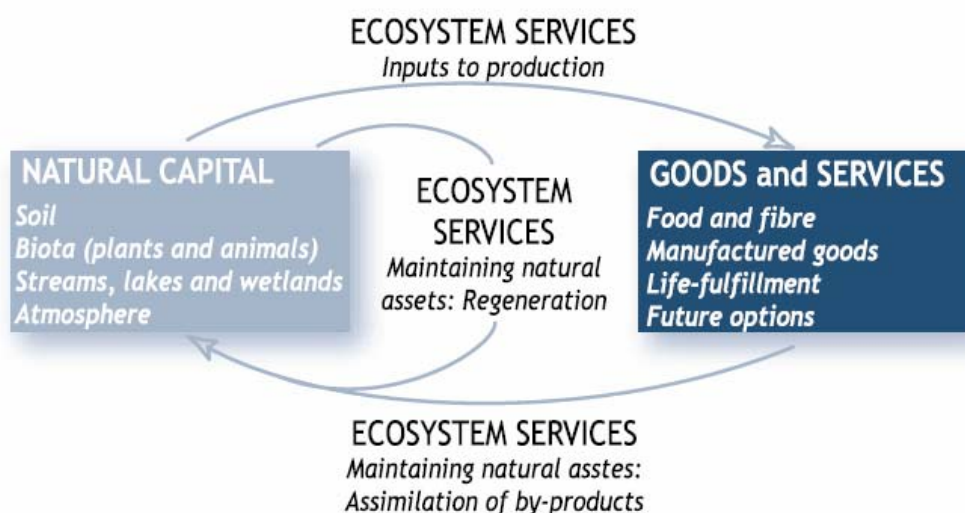 ECOSYSTEM SERVICES
Inputs to production
NATURAL CAPITAL
Soil
Biota (plants and animals)
Streams, lakes and wetlands
Atmosphere
ECOSYSTEM
SERVICES
Maintaining natural
assets: Regeneration
GOODS and SERVICES
Food and fibre
Manufactured goods
Life-fulfillment
Future options
ECOSYSTEM SERVICES
Maintaining natural asstes:
Assimilation of by-products